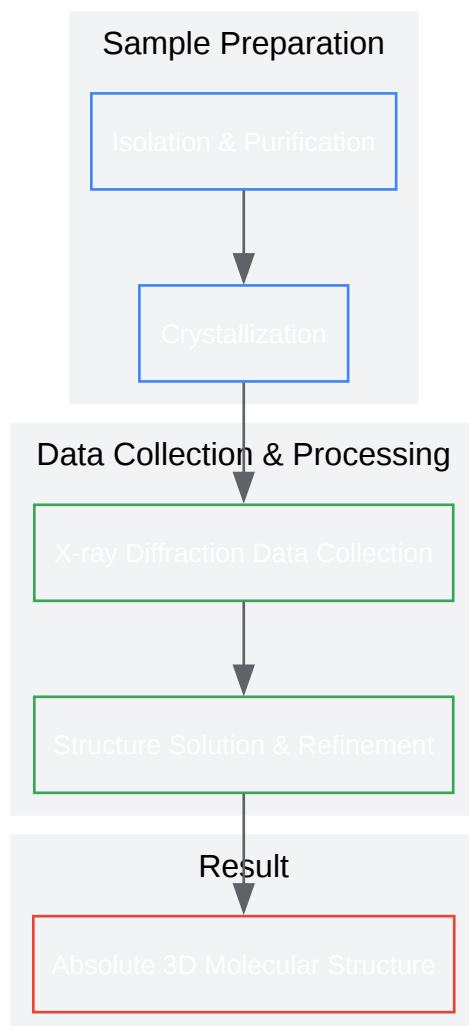 Sample Preparation
Isolation & Purification
Crystallization
Data Collection & Processing
X-ray Diffraction Data Collection
Structure Solution & Refinement
Result
Absolute 3D Molecular Structure